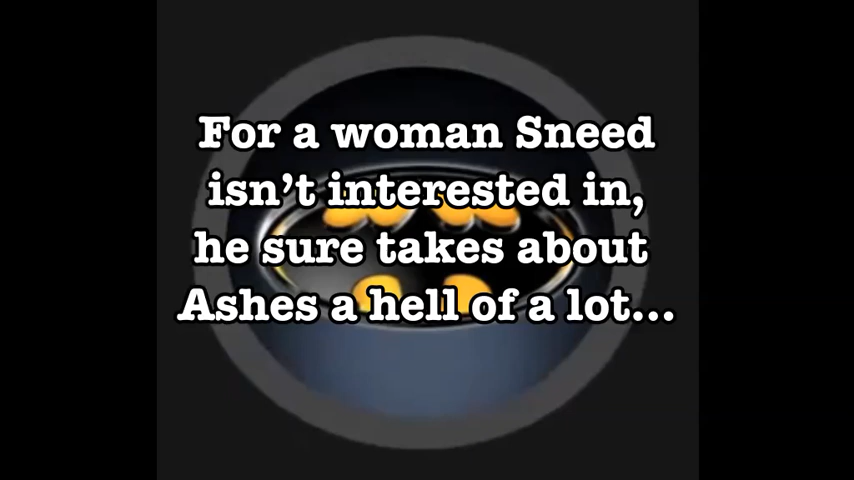 For a woman Sneed
isn’t interested in,
he sure takes about
Ashes a hell of a lot...